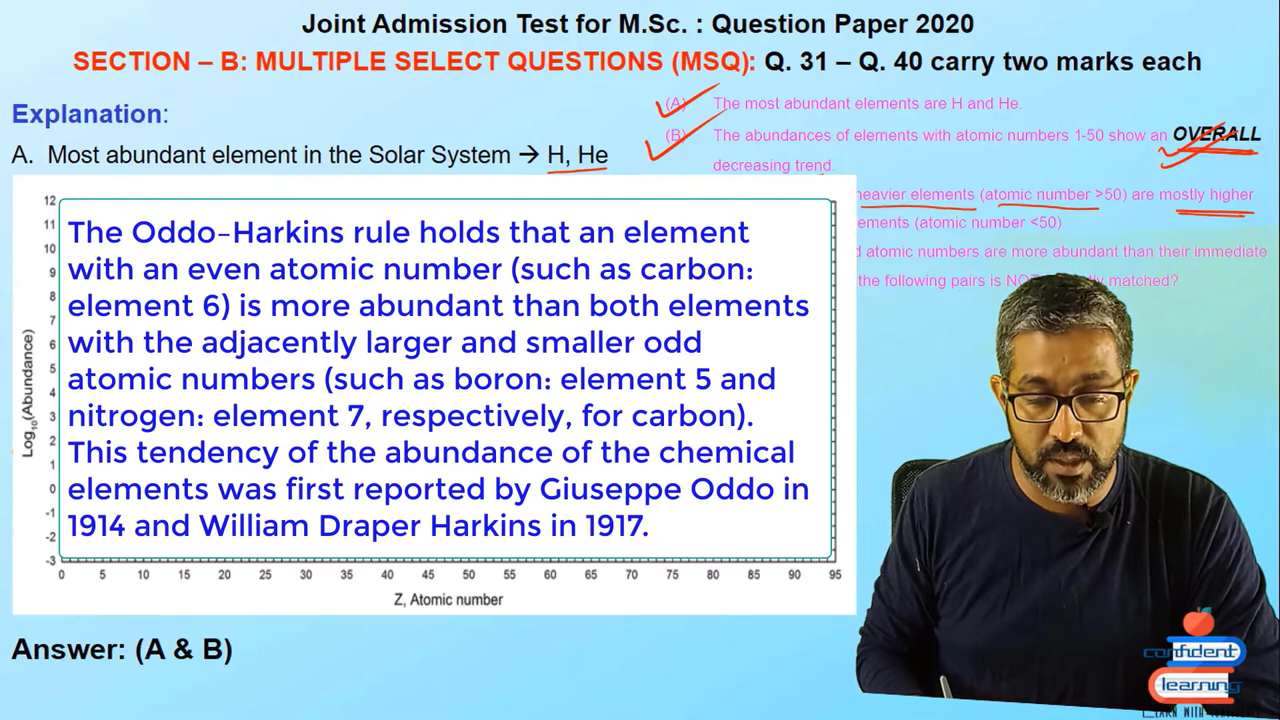 Joint Admission Test for M.Sc. : Question Paper 2020
SECTION – B: MULTIPLE SELECT QUESTIONS (MSQ): Q. 31 – Q. 40 carry two marks each
Explanation:
A. Most abundant element in the Solar System → H, He
(A) The most abundant elements are H and He.
(B) The abundances of elements with atomic numbers 1-50 show an OVERALL
decreasing trend.
heavier elements (atomic number >50) are mostly higher
ements (atomic number <50).
d atomic numbers are more abundant than their immediate
the following pairs is matched?
The Oddo–Harkins rule holds that an element
with an even atomic number (such as carbon:
element 6) is more abundant than both elements
with the adjacently larger and smaller odd
atomic numbers (such as boron: element 5 and
nitrogen: element 7, respectively, for carbon).
This tendency of the abundance of the chemical
elements was first reported by Giuseppe Oddo in
1914 and William Draper Harkins in 1917.
Log10(Abundance)
12
11
10
9
8
7
6
5
4
3
2
1
0
-1
-2
-3
0 5 10 15 20 25 30 35 40 45 50 55 60 65 70 75 80 85 90 95
Z, Atomic number
Answer: (A & B)
confident
learning